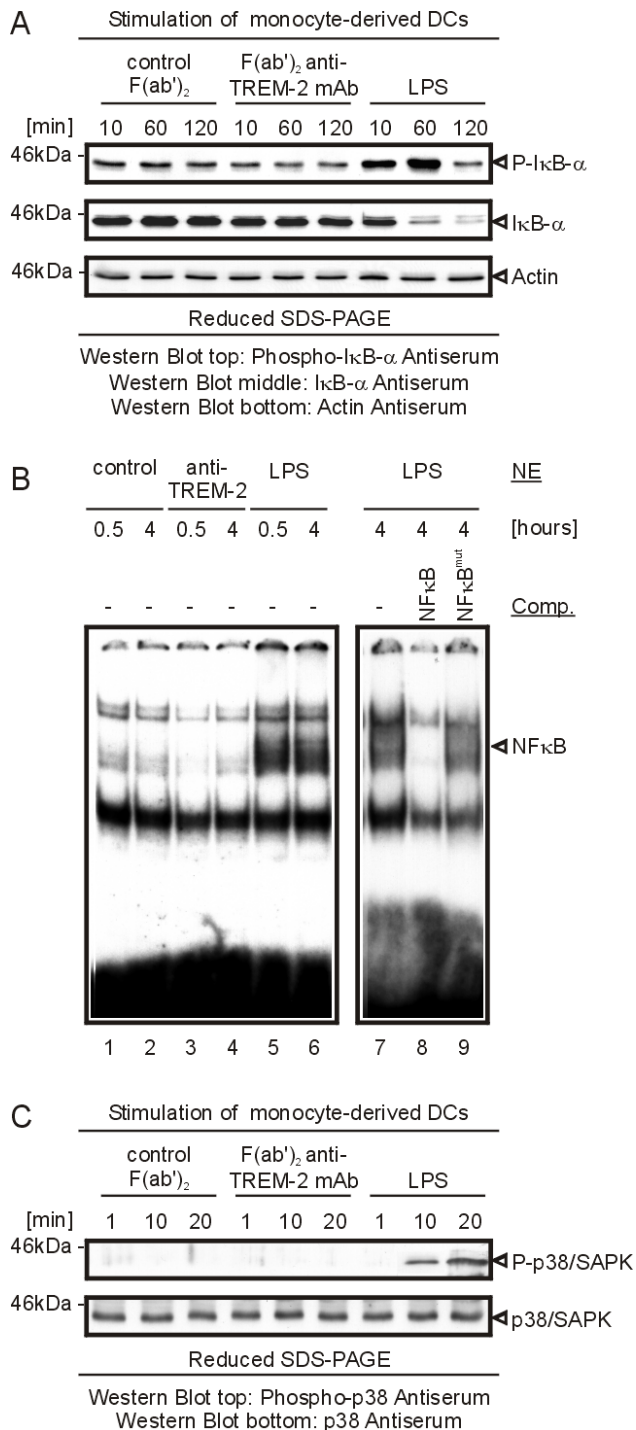 A
Stimulation of monocyte-derived DCs
control F(ab')₂
F(ab')₂ anti-TREM-2 mAb
LPS
[min] 10 60 120 10 60 120 10 60 120
46kDa P-IκB-α
46kDa IκB-α
46kDa Actin
Reduced SDS-PAGE
Western Blot top: Phospho-IκB-α Antiserum
Western Blot middle: IκB-α Antiserum
Western Blot bottom: Actin Antiserum
B
control anti-TREM-2 LPS LPS NE
0.5 4 0.5 4 0.5 4 4 4 4 [hours]
- - - - - - - NFκB NFκBᵐᵘᵗ Comp.
NFκB
1 2 3 4 5 6 7 8 9
C
Stimulation of monocyte-derived DCs
control F(ab')₂
F(ab')₂ anti-TREM-2 mAb
LPS
[min] 1 10 20 1 10 20 1 10 20
46kDa P-p38/SAPK
46kDa p38/SAPK
Reduced SDS-PAGE
Western Blot top: Phospho-p38 Antiserum
Western Blot bottom: p38 Antiserum